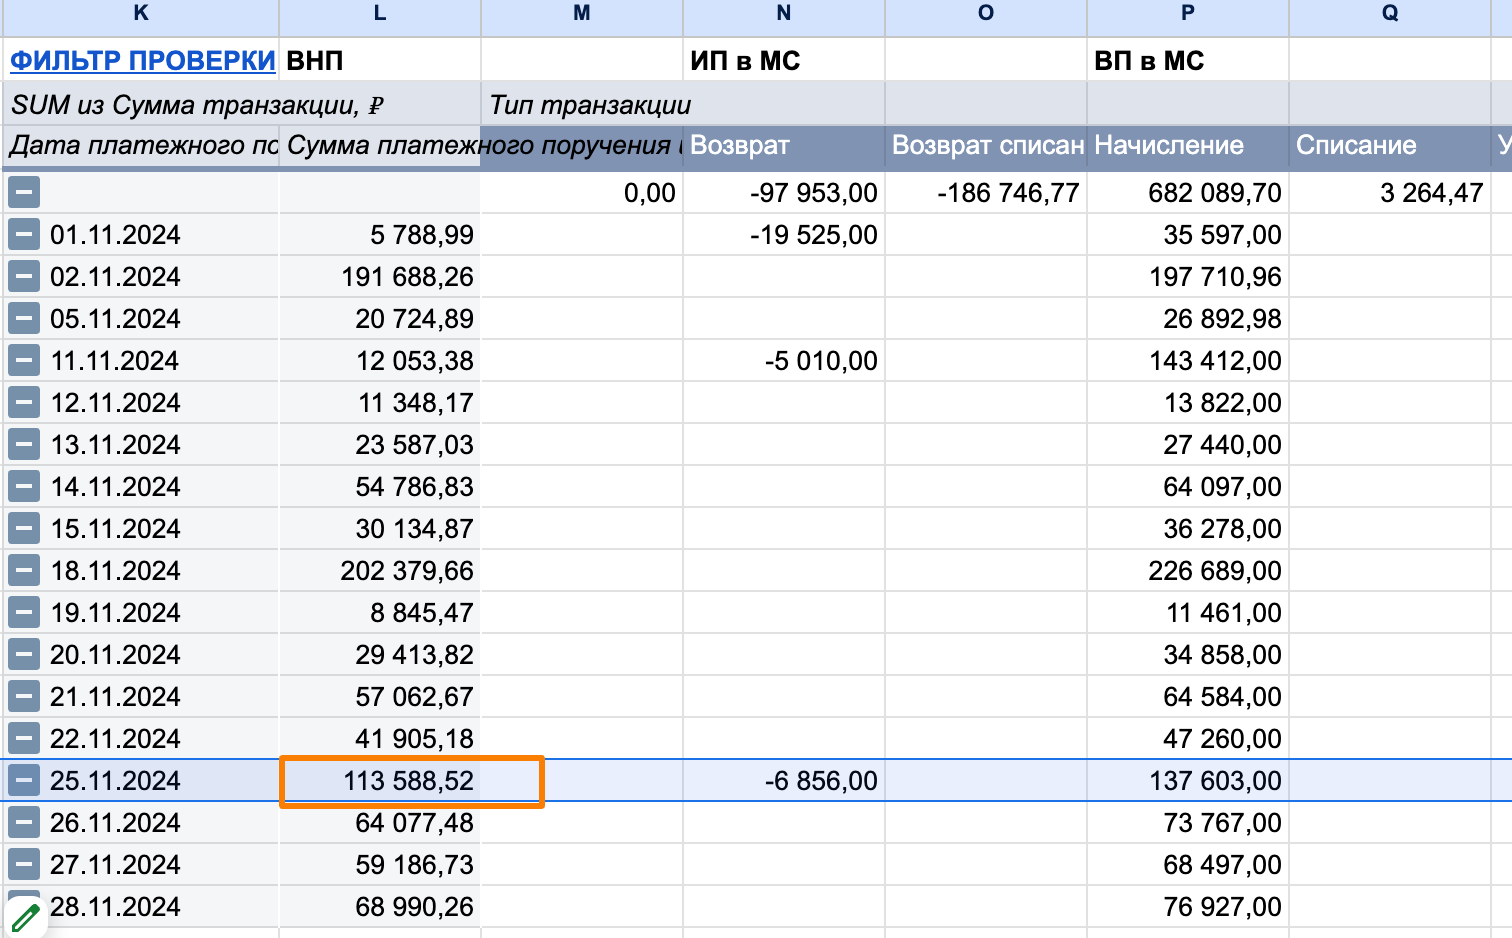 K L M N O P Q
ФИЛЬТР ПРОВЕРКИ ВНП ИП в МС ВП в МС
SUM из Сумма транзакции, ₽ Тип транзакции
Дата платежного по Сумма платежного поручения Возврат Возврат списан Начисление Списание У
0,00 -97 953,00 -186 746,77 682 089,70 3 264,47
01.11.2024 5 788,99 -19 525,00 35 597,00
02.11.2024 191 688,26 197 710,96
05.11.2024 20 724,89 26 892,98
11.11.2024 12 053,38 -5 010,00 143 412,00
12.11.2024 11 348,17 13 822,00
13.11.2024 23 587,03 27 440,00
14.11.2024 54 786,83 64 097,00
15.11.2024 30 134,87 36 278,00
18.11.2024 202 379,66 226 689,00
19.11.2024 8 845,47 11 461,00
20.11.2024 29 413,82 34 858,00
21.11.2024 57 062,67 64 584,00
22.11.2024 41 905,18 47 260,00
25.11.2024 113 588,52 -6 856,00 137 603,00
26.11.2024 64 077,48 73 767,00
27.11.2024 59 186,73 68 497,00
28.11.2024 68 990,26 76 927,00